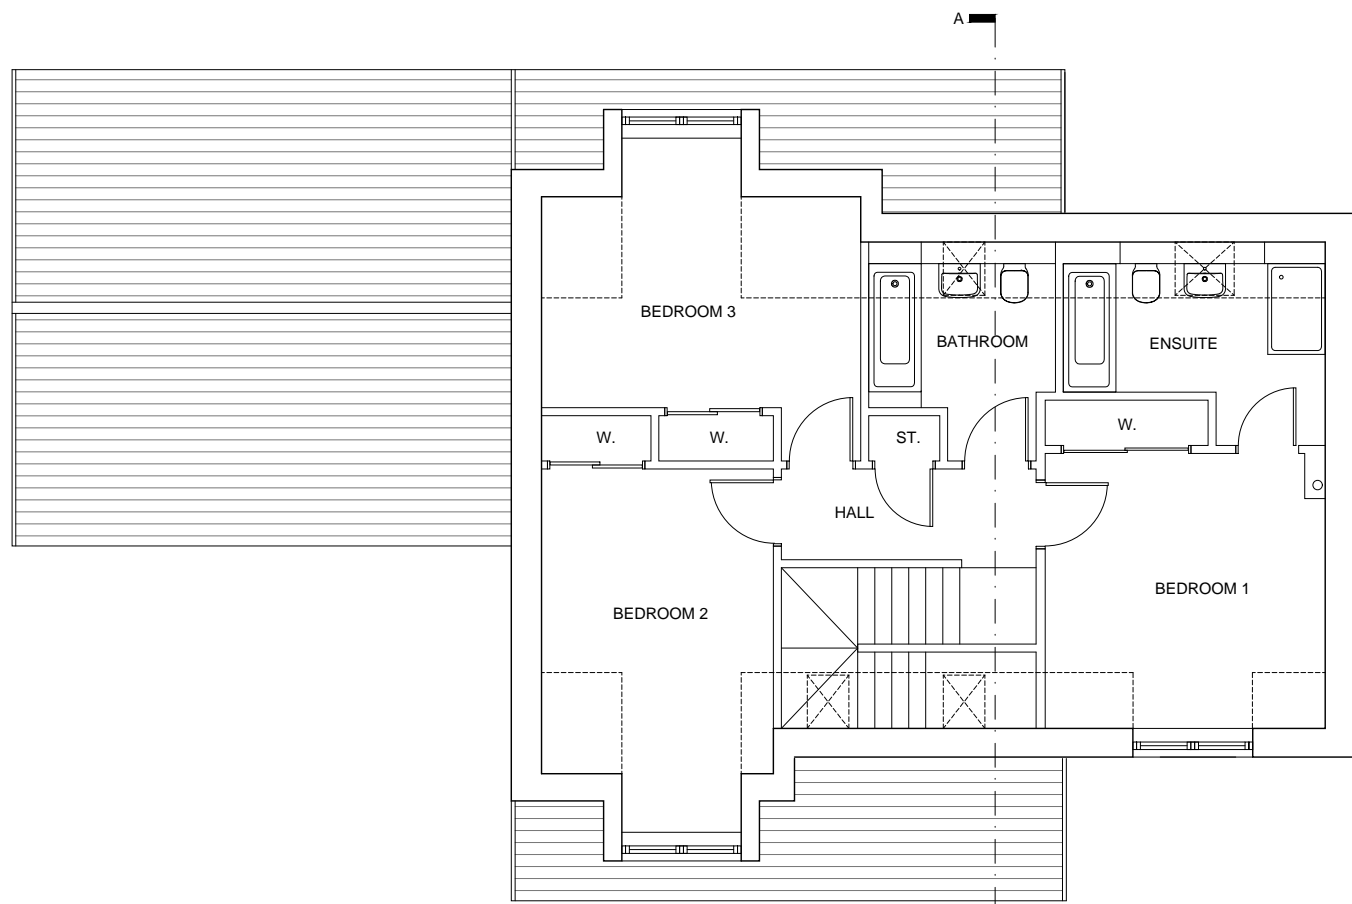 A
BEDROOM 3
BATHROOM
ENSUITE
W.
W.
ST.
W.
HALL
BEDROOM 1
BEDROOM 2